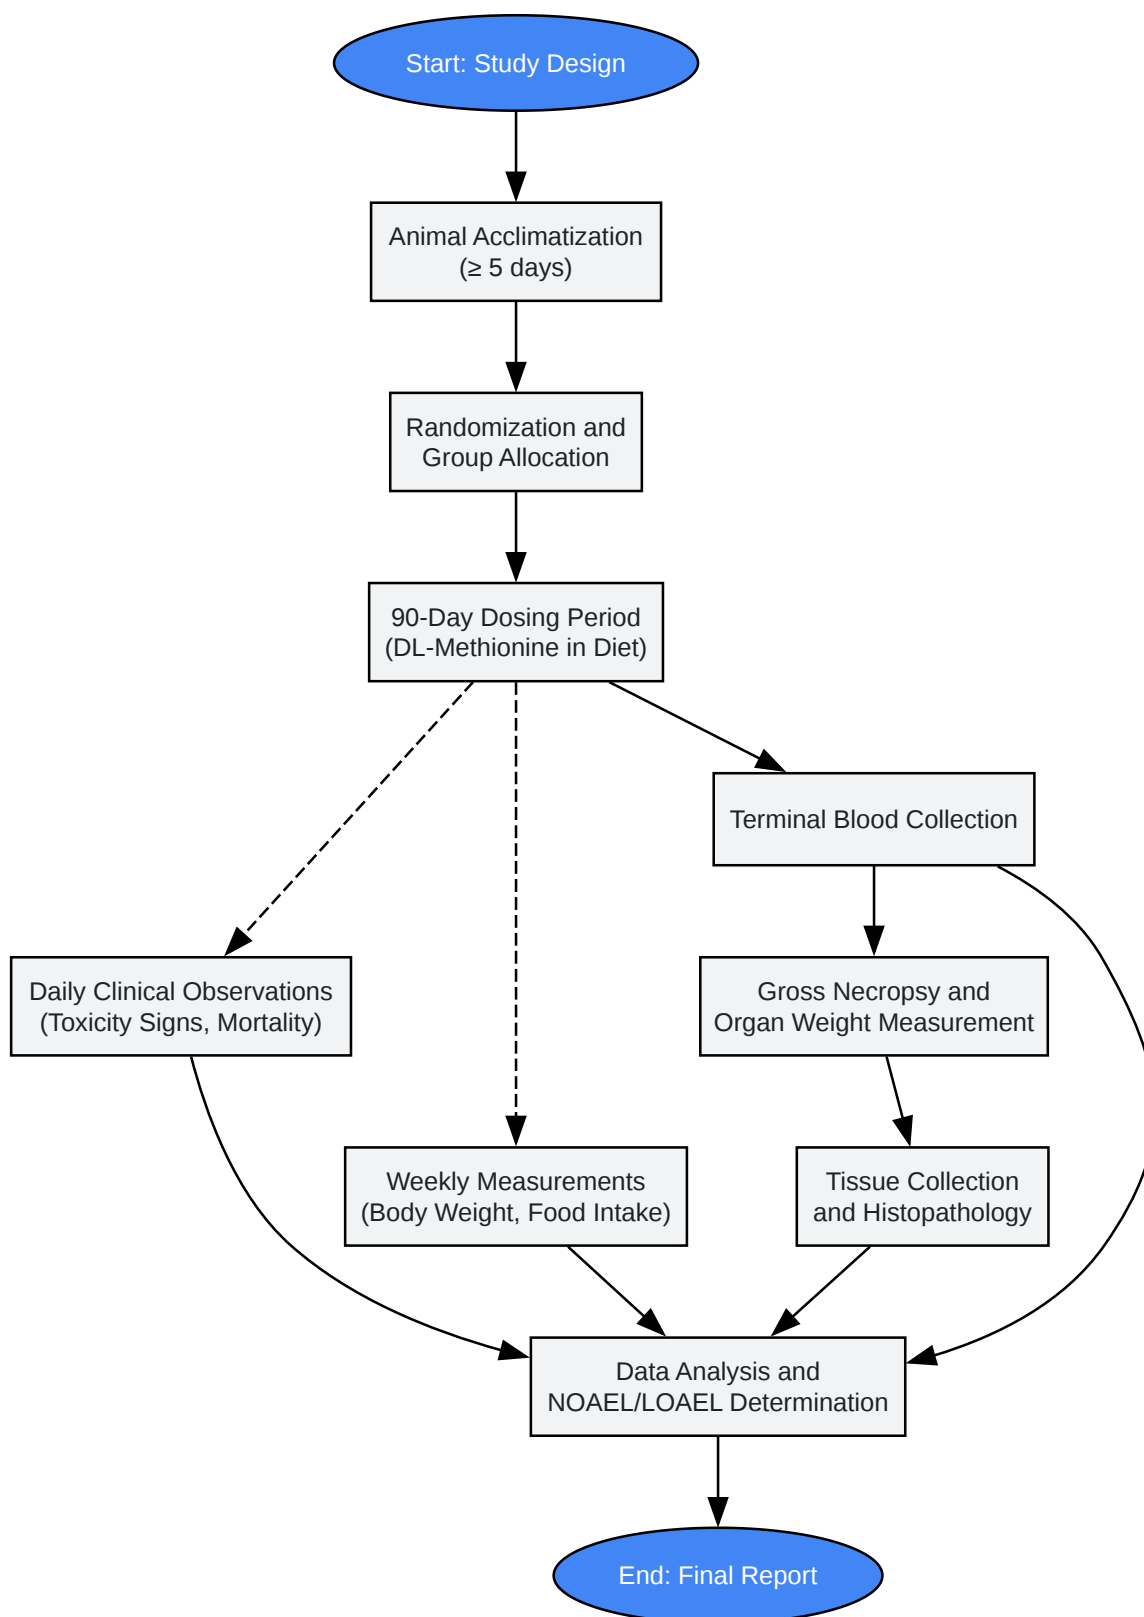 Start: Study Design
Animal Acclimatization
(≥ 5 days)
Randomization and
Group Allocation
90-Day Dosing Period
(DL-Methionine in Diet)
Terminal Blood Collection
Daily Clinical Observations
(Toxicity Signs, Mortality)
Gross Necropsy and
Organ Weight Measurement
Weekly Measurements
(Body Weight, Food Intake)
Tissue Collection
and Histopathology
Data Analysis and
NOAEL/LOAEL Determination
End: Final Report